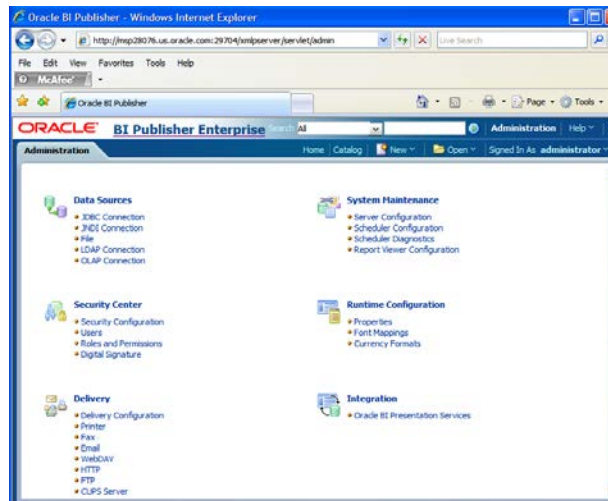 Oracle BI Publisher - Windows Internet Explorer
http://msp28076.us.oracle.com:29704/xmlpserver/servlet/admin
Live Search
File Edit View Favorites Tools Help
McAfee
Oracle BI Publisher
Page Tools
ORACLE BI Publisher Enterprise Search All Administration Help
Administration Home Catalog New Open Signed In As administrator
Data Sources
JDBC Connection
JNDI Connection
File
LDAP Connection
OLAP Connection
System Maintenance
Server Configuration
Scheduler Configuration
Scheduler Diagnostics
Report Viewer Configuration
Security Center
Security Configuration
Users
Roles and Permissions
Digital Signature
Runtime Configuration
Properties
Font Mappings
Currency Formats
Delivery
Delivery Configuration
Printer
Fax
Email
WebDAV
HTTP
FTP
CUPS Server
Integration
Oracle BI Presentation Services